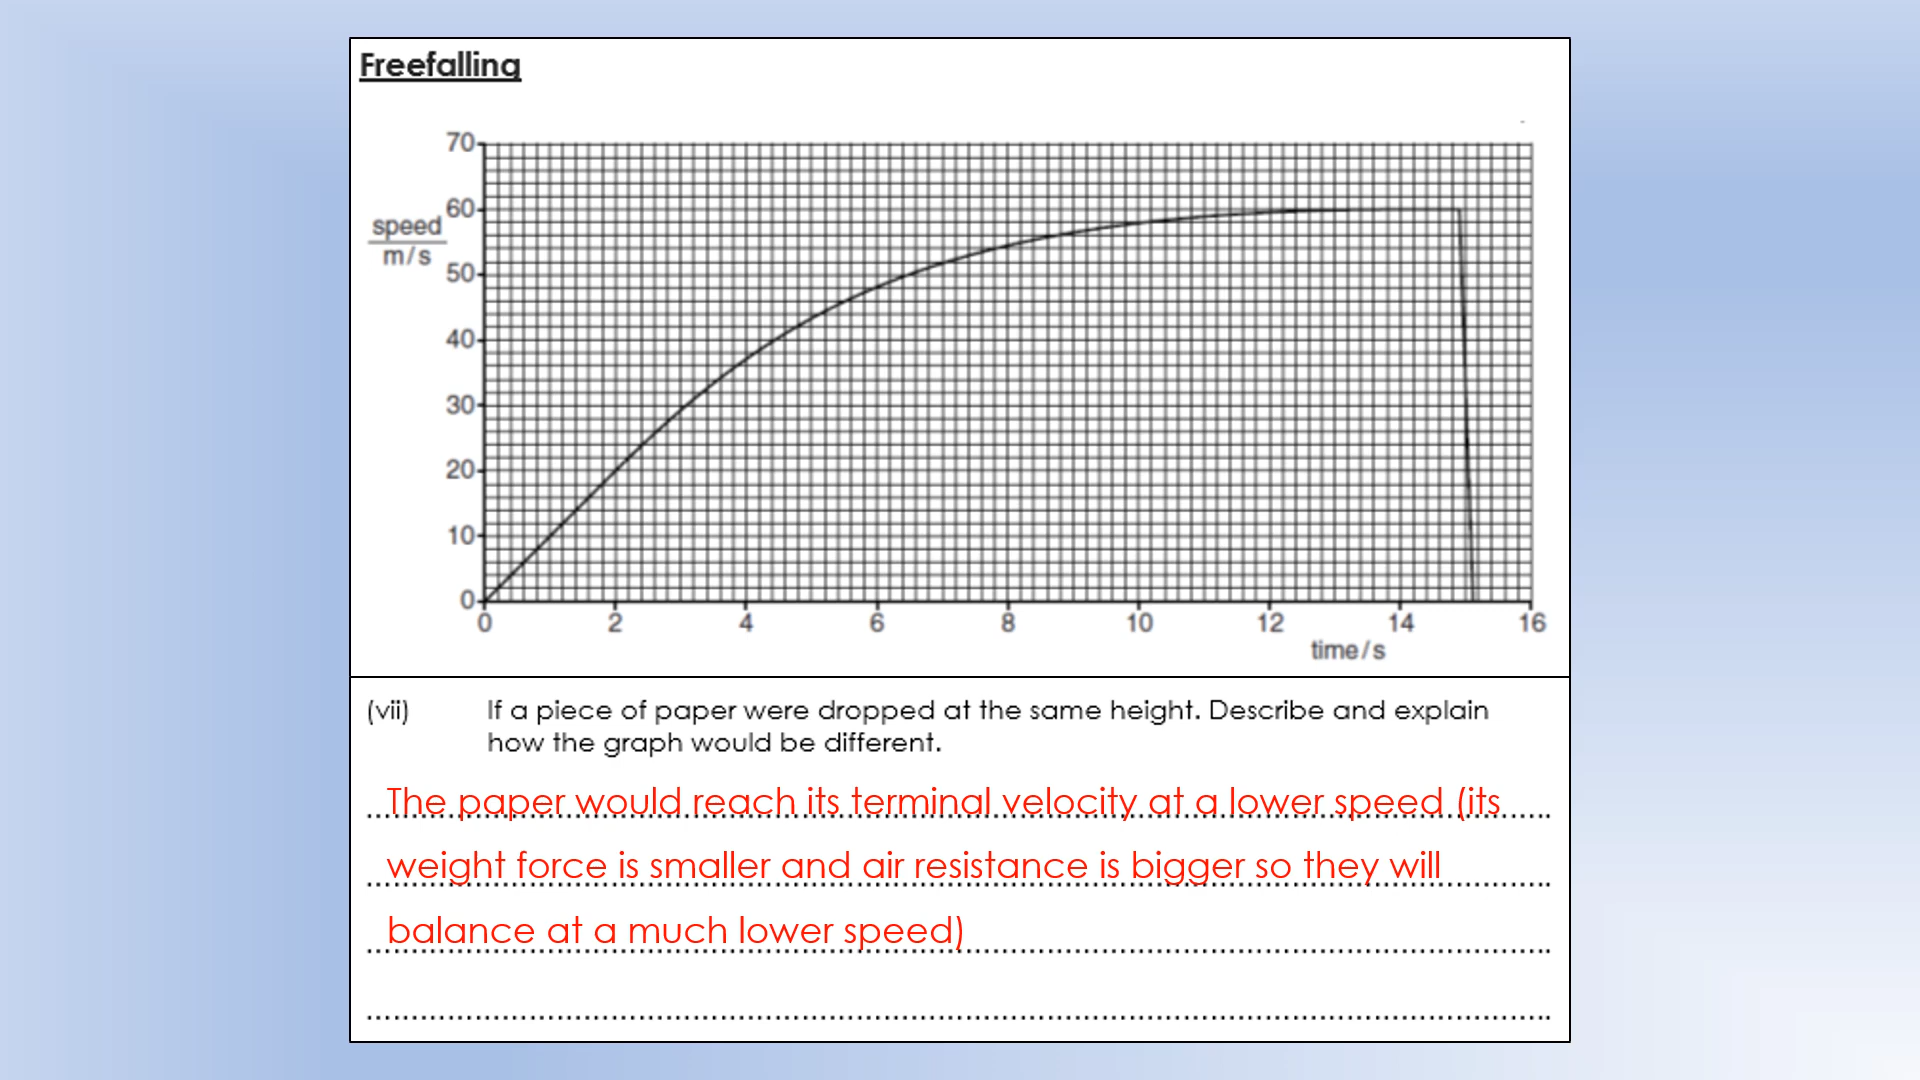 Freefalling
70
60
speed
m/s
50
40
30
20
10
0
0 2 4 6 8 10 12 14 16
time/s
(vii) If a piece of paper were dropped at the same height. Describe and explain
how the graph would be different.
The paper would reach its terminal velocity at a lower speed (its
weight force is smaller and air resistance is bigger so they will
balance at a much lower speed)